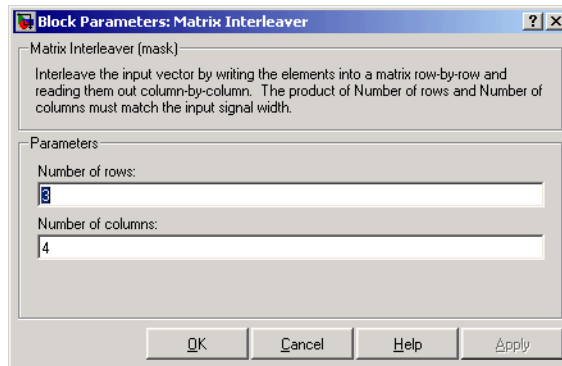 Block Parameters: Matrix Interleaver
Matrix Interleaver (mask)
Interleave the input vector by writing the elements into a matrix row-by-row and
reading them out column-by-column. The product of Number of rows and Number of
columns must match the input signal width.
Parameters
Number of rows:
3
Number of columns:
4
OK Cancel Help Apply